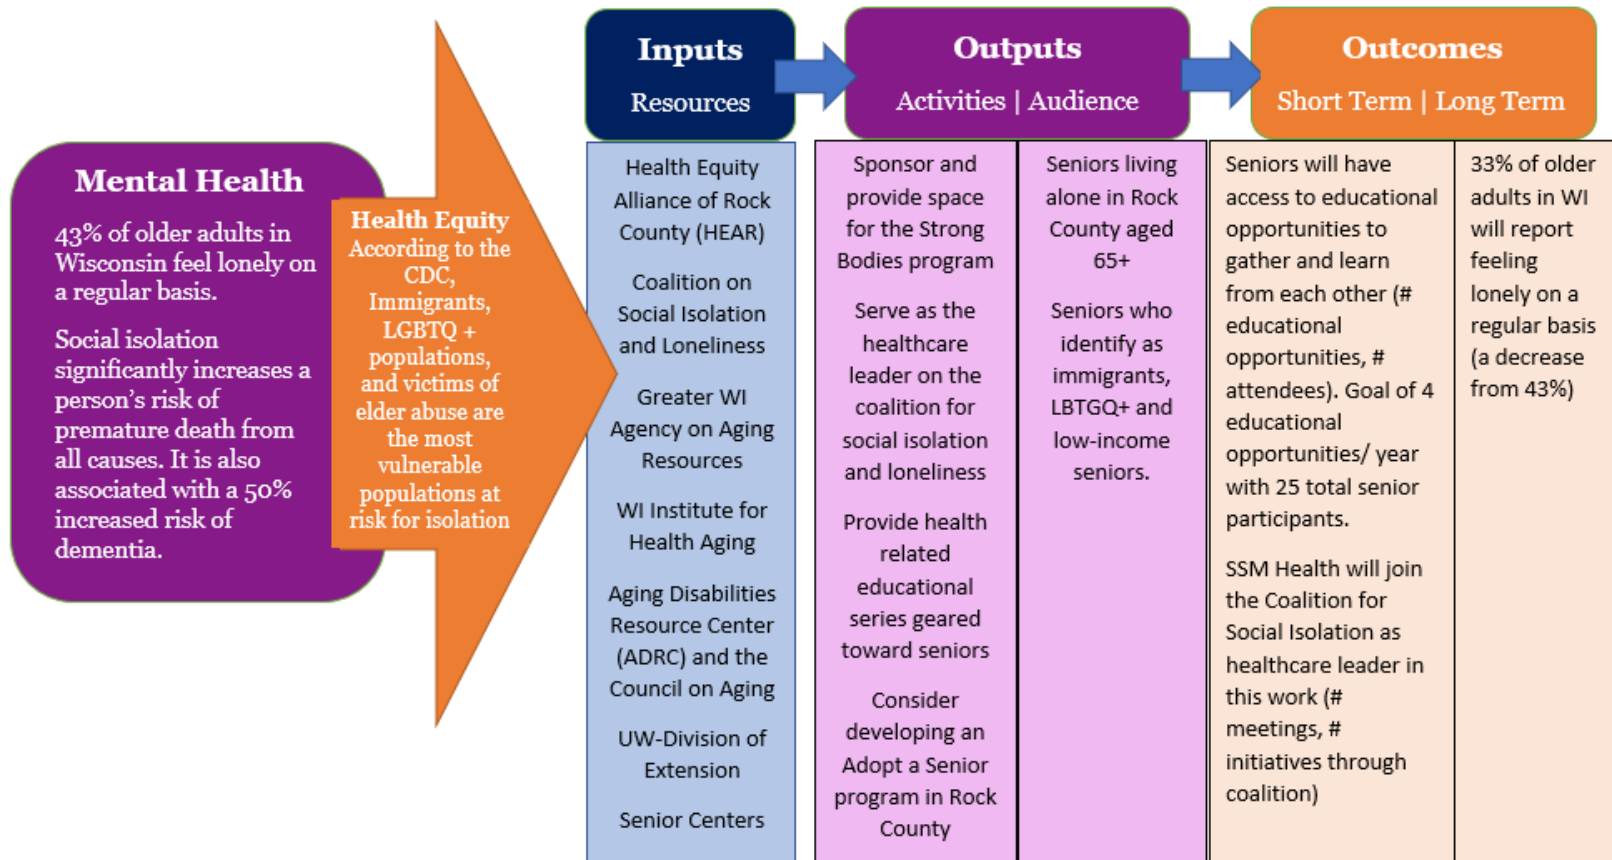 Mental Health
43% of older adults in
Wisconsin feel lonely on
a regular basis.
Social isolation
significantly increases a
person's risk of
premature death from
all causes. It is also
associated with a 50%
increased risk of
dementia.
Health Equity
According to the
CDC,
Immigrants,
LGBTQ +
populations,
and victims of
elder abuse are
the most
vulnerable
populations at
risk for isolation
Inputs
Resources
Health Equity
Alliance of Rock
County (HEAR)
Coalition on
Social Isolation
and Loneliness
Greater WI
Agency on Aging
Resources
WI Institute for
Health Aging
Aging Disabilities
Resource Center
(ADRC) and the
Council on Aging
UW-Division of
Extension
Senior Centers
Outputs
Activities | Audience
Sponsor and
provide space
for the Strong
Bodies program
Serve as the
healthcare
leader on the
coalition for
social isolation
and loneliness
Provide health
related
educational
series geared
toward seniors
Consider
developing an
Adopt a Senior
program in Rock
County
Seniors living
alone in Rock
County aged
65+
Seniors who
identify as
immigrants,
LBTGQ+ and
low-income
seniors.
Outcomes
Short Term | Long Term
Seniors will have
access to educational
opportunities to
gather and learn
from each other (#
educational
opportunities, #
attendees). Goal of 4
educational
opportunities/ year
with 25 total senior
participants.
SSM Health will join
the Coalition for
Social Isolation as
healthcare leader in
this work (#
meetings, #
initiatives through
coalition)
33% of older
adults in WI
will report
feeling
lonely on a
regular basis
(a decrease
from 43%)